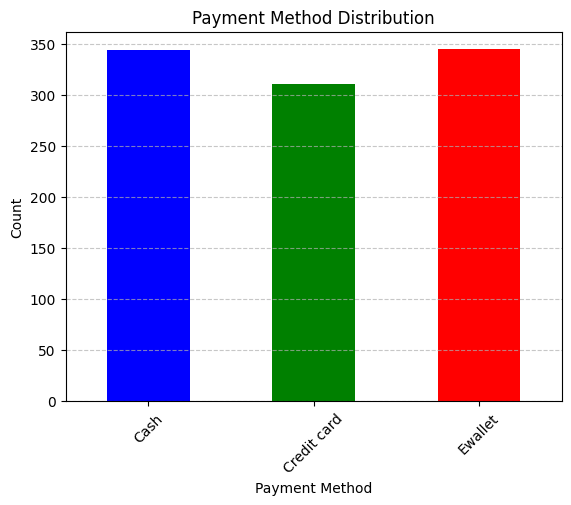 Payment Method Distribution
350
300
250
200
150
100
50
0
Count
Cash
Credit card
Ewallet
Payment Method